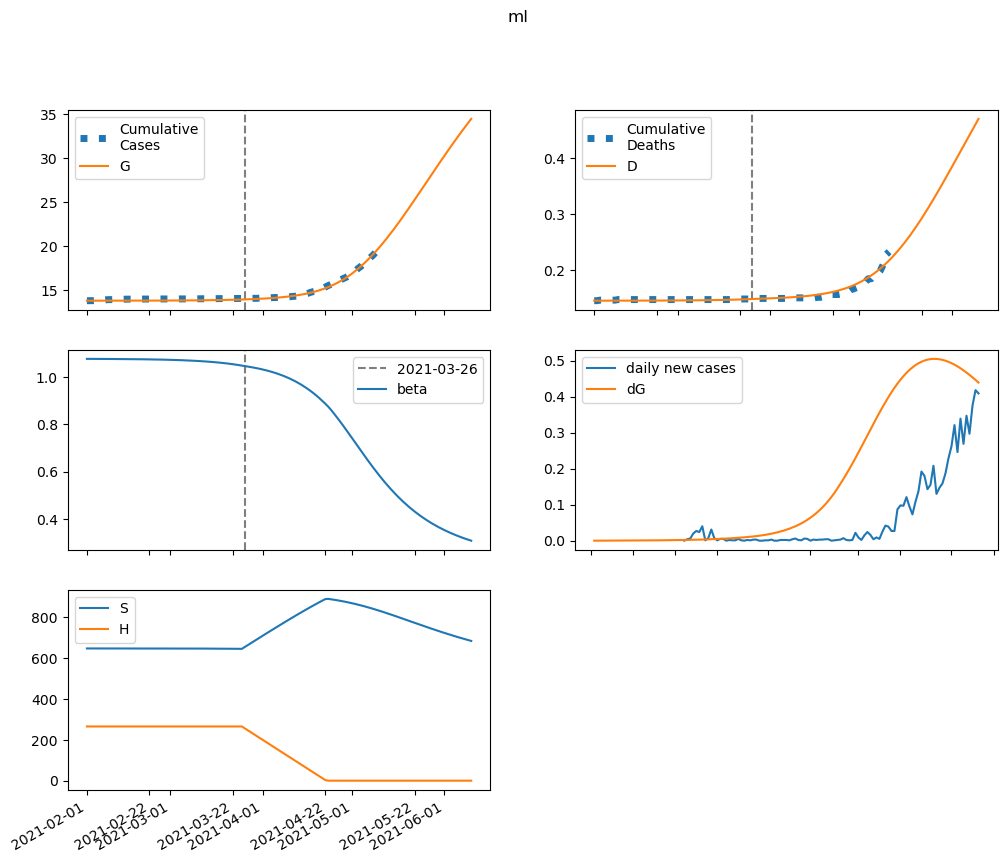 ml
35
30
25
20
15
Cumulative
Cases
G
0.4
0.3
0.2
Cumulative
Deaths
D
1.0
0.8
0.6
0.4
2021-03-26
beta
0.5
0.4
0.3
0.2
0.1
0.0
daily new cases
dG
800
600
400
200
0
S
H
2021-02-01
2021-02-22
2021-03-01
2021-03-22
2021-04-01
2021-04-22
2021-05-01
2021-05-22
2021-06-01